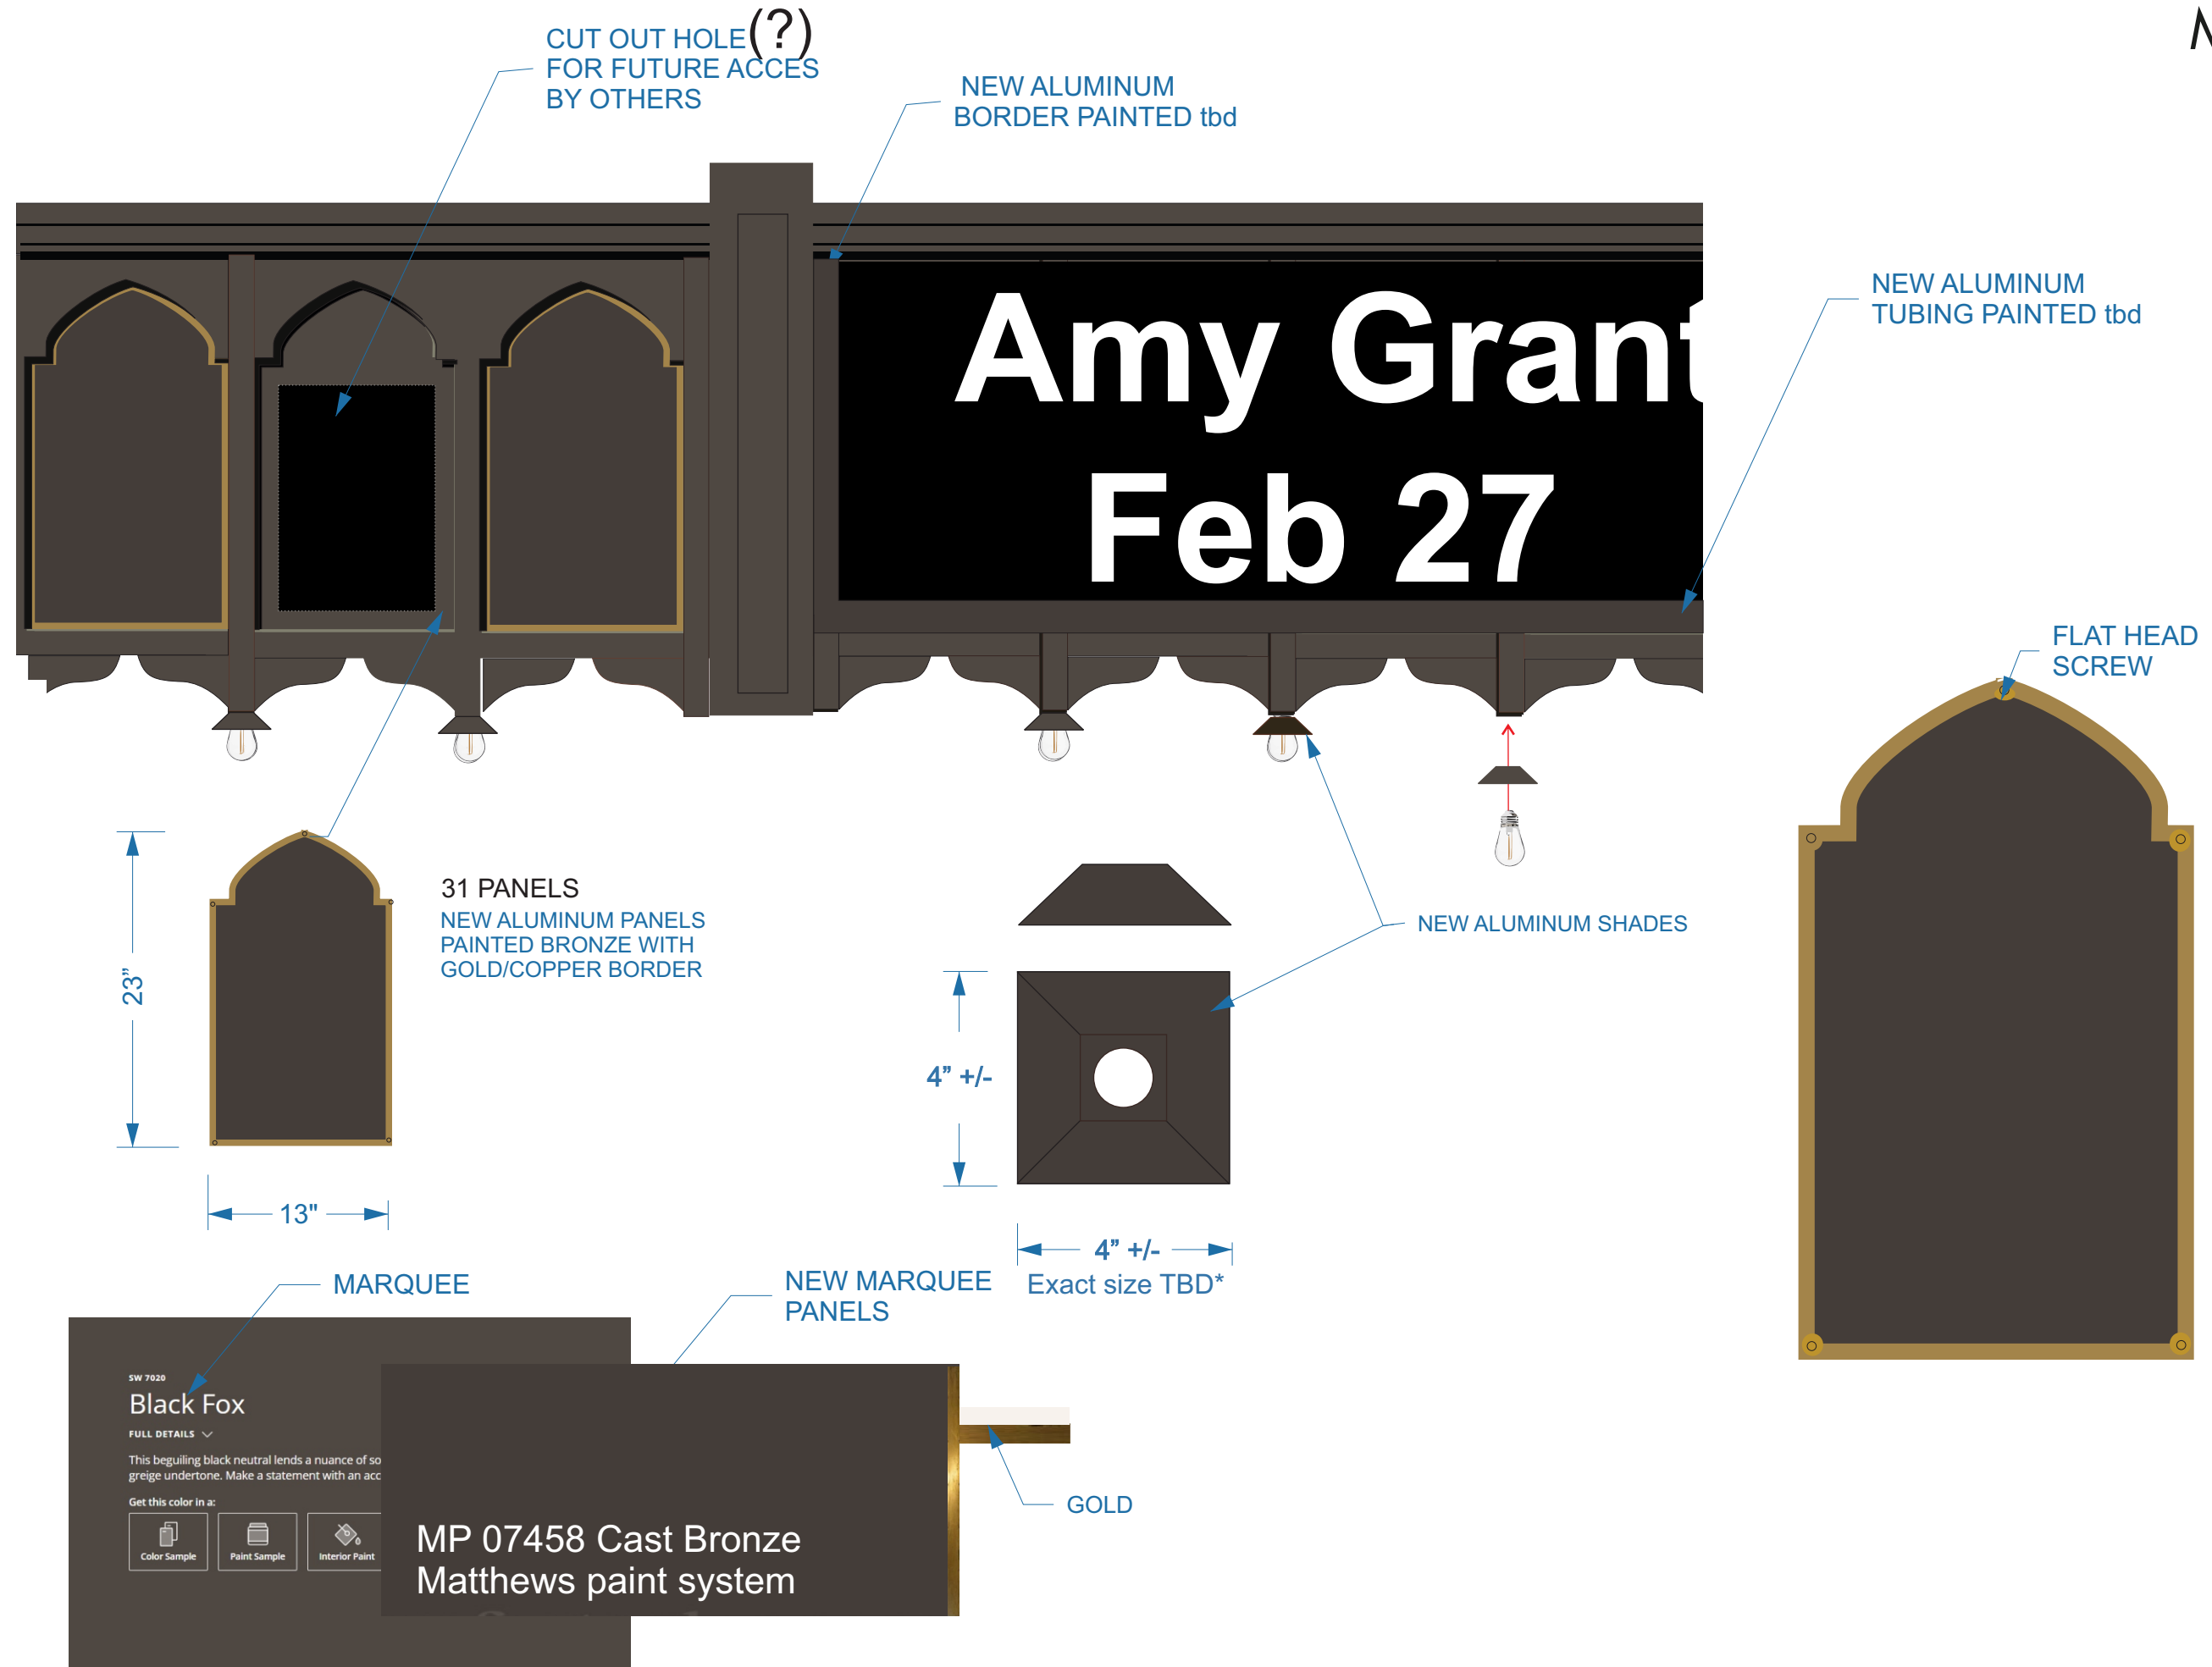 CUT OUT HOLE (?)
FOR FUTURE ACCES
BY OTHERS
NEW ALUMINUM
BORDER PAINTED tbd
Amy Grant
Feb 27
NEW ALUMINUM
TUBING PAINTED tbd
FLAT HEAD
SCREW
23”
13"
31 PANELS
NEW ALUMINUM PANELS
PAINTED BRONZE WITH
GOLD/COPPER BORDER
NEW ALUMINUM SHADES
4” +/-
4” +/-
Exact size TBD*
MARQUEE
NEW MARQUEE
PANELS
SW 7020
Black Fox
FULL DETAILS
This beguiling black neutral lends a nuance of so
greige undertone. Make a statement with an acc
Get this color in a:
Color Sample
Paint Sample
Interior Paint
MP 07458 Cast Bronze
Matthews paint system
GOLD